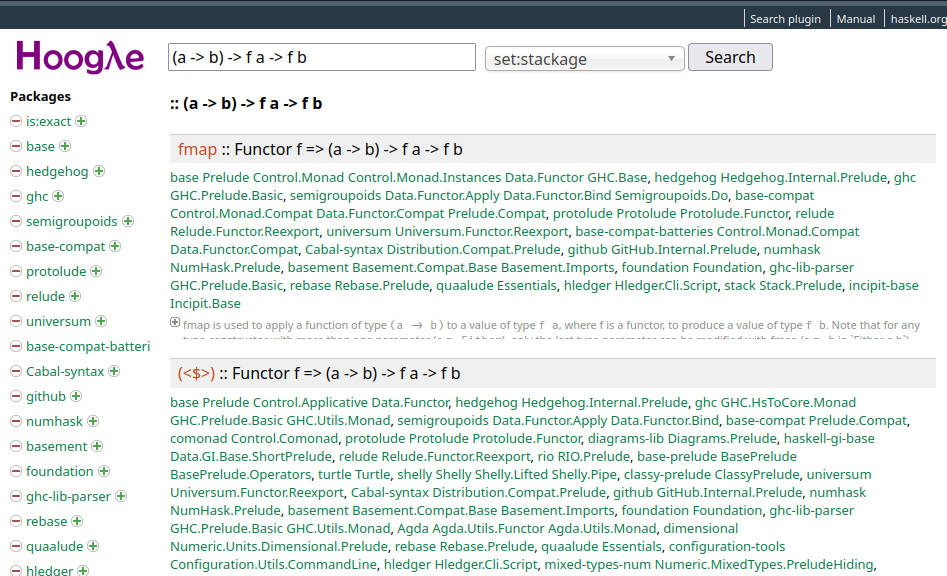 Search plugin Manual haskell.org
Hoogλe
(a -> b) -> f a -> f b
set:stackage
Search
Packages
is:exact
base
hedgehog
ghc
semigroupoids
base-compat
protolude
relude
universum
base-compat-batteri
Cabal-syntax
github
numhask
basement
foundation
ghc-lib-parser
rebase
quaalude
hledger
:: (a -> b) -> f a -> f b
fmap :: Functor f => (a -> b) -> f a -> f b
base Prelude Control.Monad Control.Monad.Instances Data.Functor GHC.Base, hedgehog Hedgehog.Internal.Prelude, ghc
GHC.Prelude.Basic, semigroupoids Data.Functor.Apply Data.Functor.Bind Semigroupoids.Do, base-compat
Control.Monad.Compat Data.Functor.Compat Prelude.Compat, protolude Protolude Protolude.Functor, relude
Relude.Functor.Reexport, universum Universum.Functor.Reexport, base-compat-batteries Control.Monad.Compat
Data.Functor.Compat, Cabal-syntax Distribution.Compat.Prelude, github GitHub.Internal.Prelude, numhask
NumHask.Prelude, basement Basement.Compat.Base Basement.Imports, foundation Foundation, ghc-lib-parser
GHC.Prelude.Basic, rebase Rebase.Prelude, quaalude Essentials, hledger Hledger.Cli.Script, stack Stack.Prelude, incipit-base
Incipit.Base
fmap is used to apply a function of type (a -> b) to a value of type f a, where f is a functor, to produce a value of type f b. Note that for any
(<$>) :: Functor f => (a -> b) -> f a -> f b
base Prelude Control.Applicative Data.Functor, hedgehog Hedgehog.Internal.Prelude, ghc GHC.HsToCore.Monad
GHC.Prelude.Basic GHC.Utils.Monad, semigroupoids Data.Functor.Apply Data.Functor.Bind, base-compat Prelude.Compat,
comonad Control.Comonad, protolude Protolude Protolude.Functor, diagrams-lib Diagrams.Prelude, haskell-gi-base
Data.GI.Base.ShortPrelude, relude Relude.Functor.Reexport, rio RIO.Prelude, base-prelude BasePrelude
BasePrelude.Operators, turtle Turtle, shelly Shelly Shelly.Lifted Shelly.Pipe, classy-prelude ClassyPrelude, universum
Universum.Functor.Reexport, Cabal-syntax Distribution.Compat.Prelude, github GitHub.Internal.Prelude, numhask
NumHask.Prelude, basement Basement.Compat.Base Basement.Imports, foundation Foundation, ghc-lib-parser
GHC.Prelude.Basic GHC.Utils.Monad, Agda Agda.Utils.Functor Agda.Utils.Monad, dimensional
Numeric.Units.Dimensional.Prelude, rebase Rebase.Prelude, quaalude Essentials, configuration-tools
Configuration.Utils.CommandLine, hledger Hledger.Cli.Script, mixed-types-num Numeric.MixedTypes.PreludeHiding,